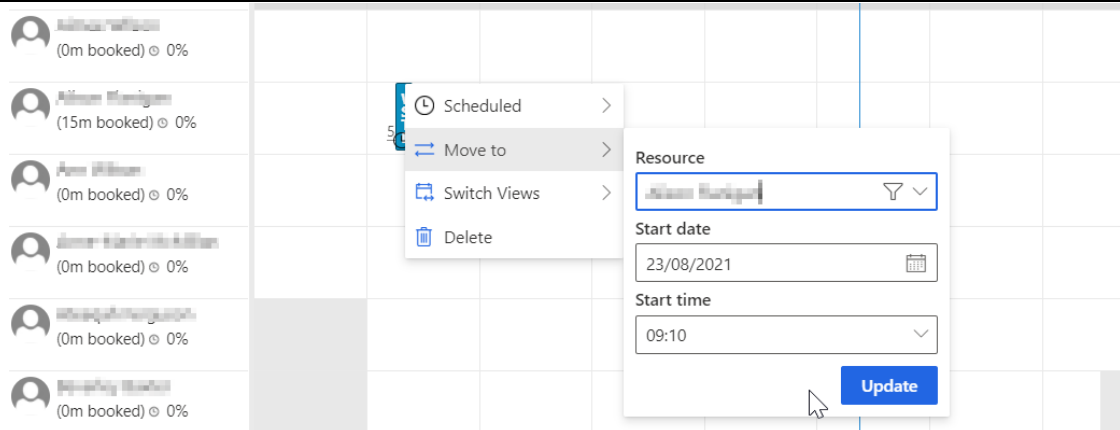 (0m booked) 0%
(15m booked) 0%
(0m booked) 0%
(0m booked) 0%
(0m booked) 0%
(0m booked) 0%
5
Scheduled
Move to
Switch Views
Delete
Resource
Start date
23/08/2021
Start time
09:10
Update